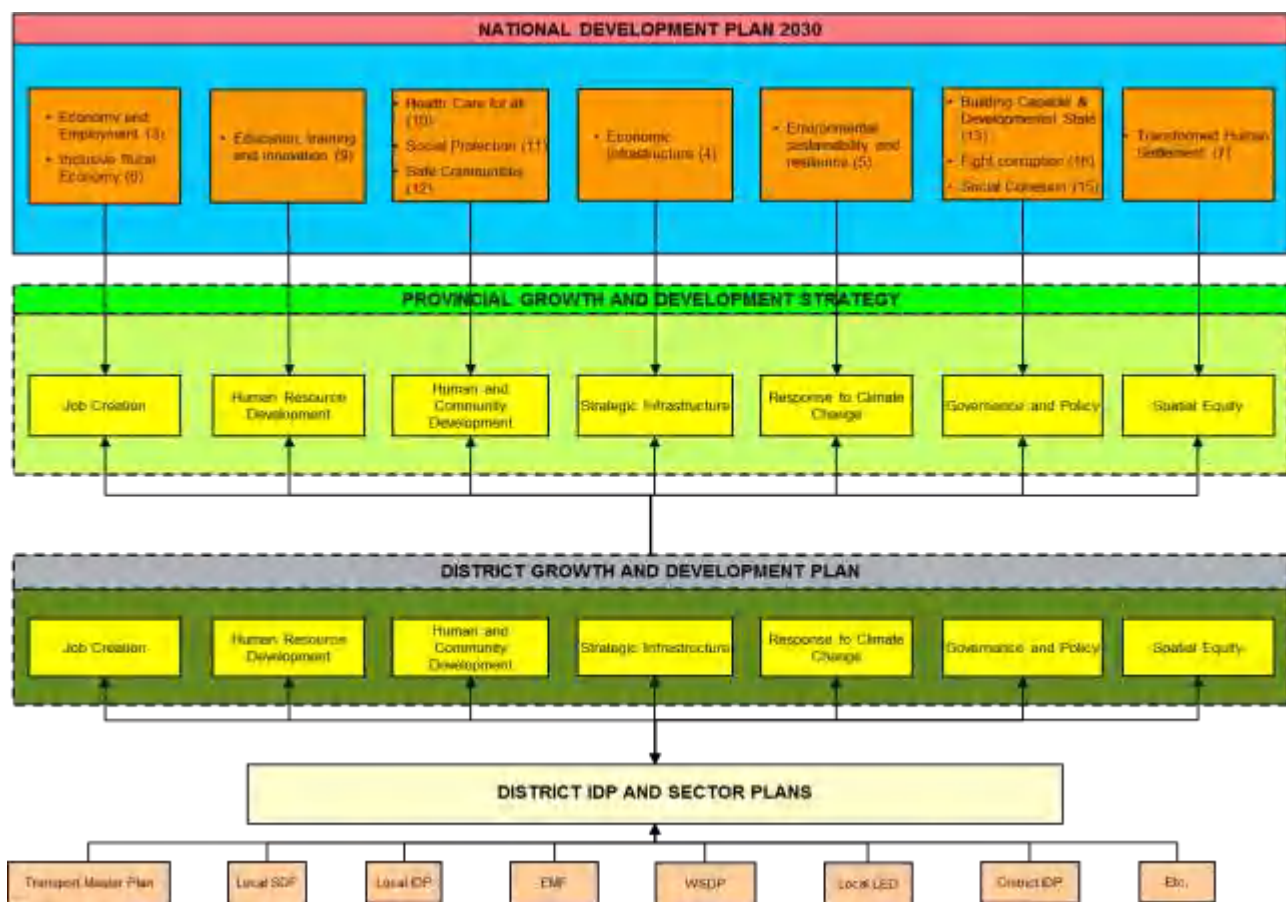 NATIONAL DEVELOPMENT PLAN 2030
• Economy and
Employment (3)
• Inclusive Rural
Economy (6)
• Education, training
and innovation (9)
• Health Care for all
(10)
• Social Protection (11)
• Safe Communities
(12)
• Economic
Infrastructure (4)
• Environmental
sustainability and
resilience (5)
• Building Capable &
Developmental State
(13)
• Fight corruption (16)
• Social Cohesion (15)
• Transformed Human
Settlement (7)
PROVINCIAL GROWTH AND DEVELOPMENT STRATEGY
Job Creation
Human Resource
Development
Human and
Community
Development
Strategic Infrastructure
Response to Climate
Change
Governance and Policy
Spatial Equity
DISTRICT GROWTH AND DEVELOPMENT PLAN
Job Creation
Human Resource
Development
Human and
Community
Development
Strategic Infrastructure
Response to Climate
Change
Governance and Policy
Spatial Equity
DISTRICT IDP AND SECTOR PLANS
Transport Master Plan
Local SDF
Local IDP
EMF
WSDP
Local LED
District IDP
Etc.